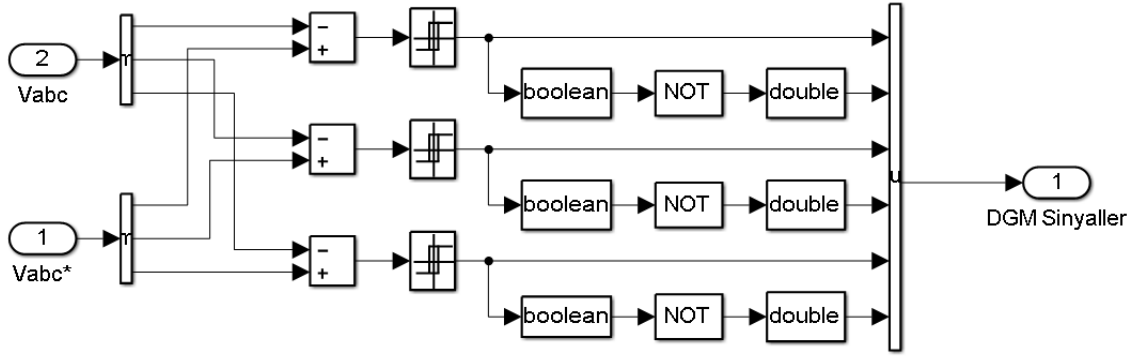 2
Vabc
1
Vabc*
−
+
−
+
−
+
boolean NOT double
boolean NOT double
boolean NOT double
1
DGM Sinyaller